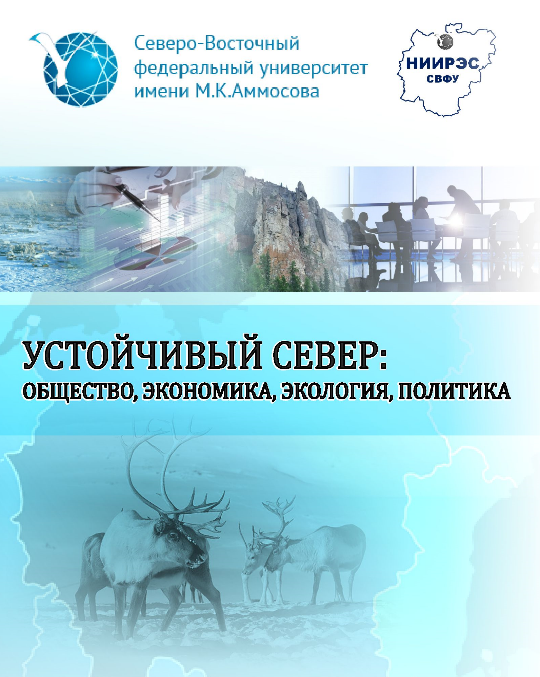 Северо-Восточный
федеральный университет
имени М.К.Аммосова
НИИРЭС
СВФУ
УСТОЙЧИВЫЙ СЕВЕР:
ОБЩЕСТВО, ЭКОНОМИКА, ЭКОЛОГИЯ, ПОЛИТИКА